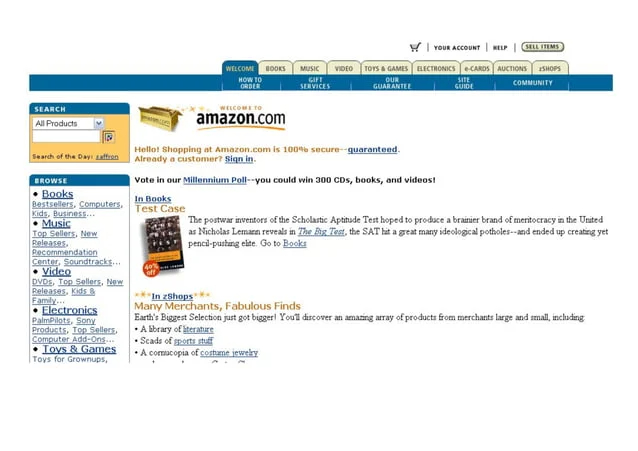 YOUR ACCOUNT | HELP | SELL ITEMS
WELCOME BOOKS MUSIC VIDEO TOYS & GAMES ELECTRONICS e-CARDS AUCTIONS zSHOPS
HOW TO ORDER GIFT SERVICES OUR GUARANTEE SITE GUIDE COMMUNITY
SEARCH
All Products
Search of the Day: saffron
WELCOME TO
amazon.com
Hello! Shopping at Amazon.com is 100% secure--guaranteed.
Already a customer? Sign in.
BROWSE
• Books
Bestsellers, Computers,
Kids, Business...
• Music
Top Sellers, New
Releases,
Recommendation
Center, Soundtracks...
• Video
DVDs, Top Sellers, New
Releases, Kids &
Family...
• Electronics
PalmPilots, Sony
Products, Top Sellers,
Computer Add-Ons...
• Toys & Games
Toys for Grownups,
Vote in our Millennium Poll--you could win 300 CDs, books, and videos!
In Books
Test Case
The postwar inventors of the Scholastic Aptitude Test hoped to produce a brainier brand of meritocracy in the United
as Nicholas Lemann reveals in The Big Test, the SAT hit a great many ideological potholes--and ended up creating yet
pencil-pushing elite. Go to Books
40% off
In zShops
Many Merchants, Fabulous Finds
Earth's Biggest Selection just got bigger! You'll discover an amazing array of products from merchants large and small, including:
• A library of literature
• Scads of sports stuff
• A cornucopia of costume jewelry